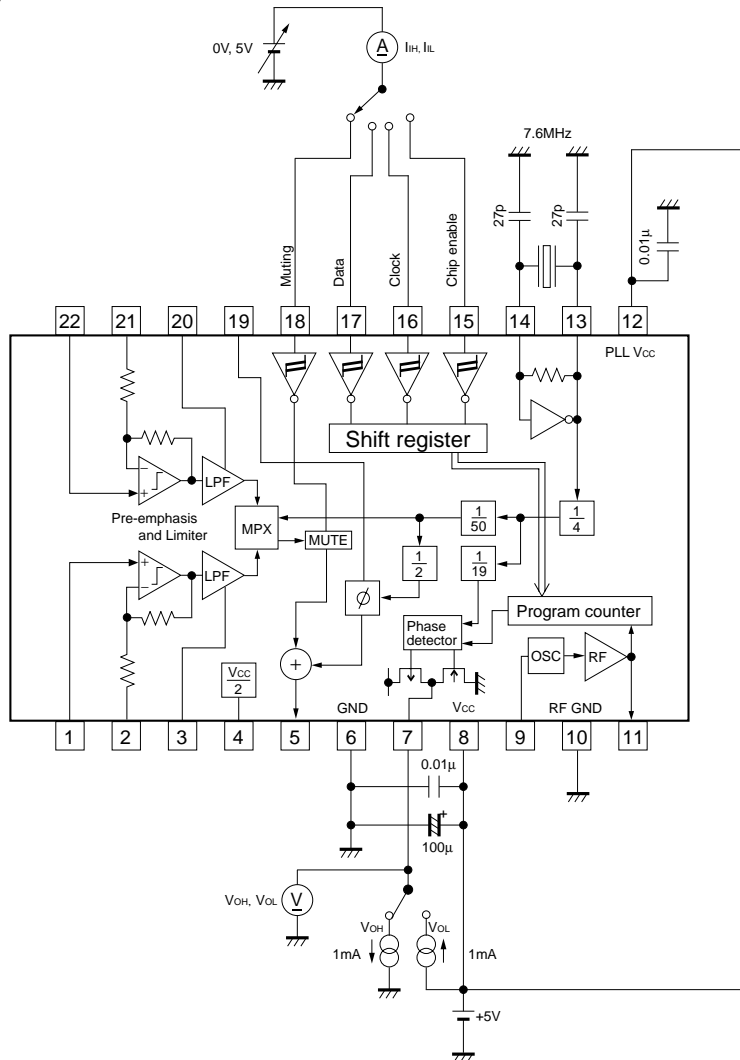 0V, 5V
A
IIH, IIL
7.6MHz
27p
27p
0.01μ
Muting
Data
Clock
Chip enable
22
21
20
19
18
17
16
15
14
13
12
PLL VCC
Shift register
LPF
Pre-emphasis
and Limiter
MPX
MUTE
1/50
1/4
1/2
1/19
LPF
ϕ
Phase
detector
Program counter
OSC
RF
VCC/2
+
GND
VCC
RF GND
1
2
3
4
5
6
7
8
9
10
11
0.01μ
+
100μ
VOH, VOL
V
VOH
VOL
1mA
1mA
+5V